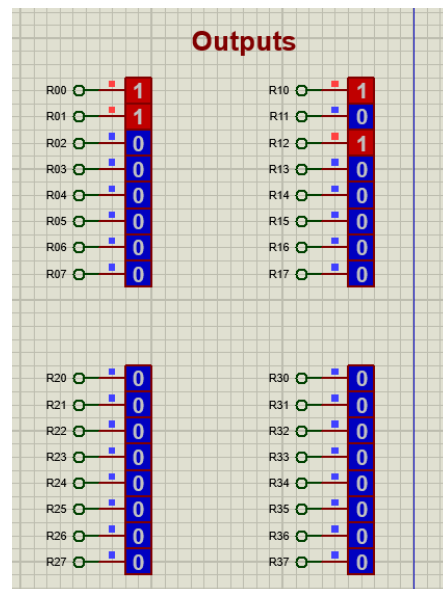 Outputs
R00 1
R01 1
R02 0
R03 0
R04 0
R05 0
R06 0
R07 0
R10 1
R11 0
R12 1
R13 0
R14 0
R15 0
R16 0
R17 0
R20 0
R21 0
R22 0
R23 0
R24 0
R25 0
R26 0
R27 0
R30 0
R31 0
R32 0
R33 0
R34 0
R35 0
R36 0
R37 0